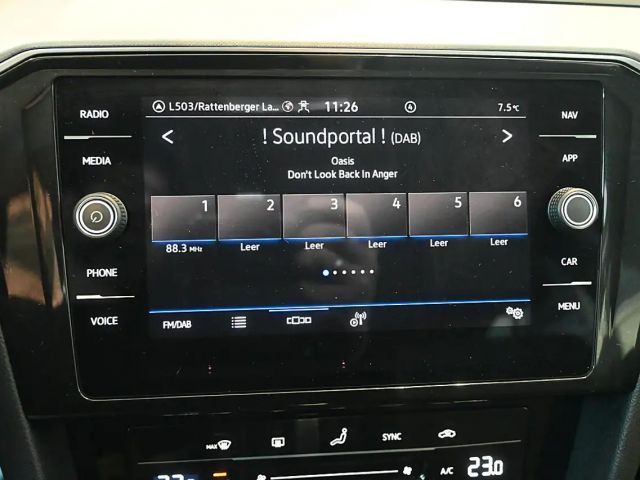 RADIO
MEDIA
PHONE
VOICE
L503/Rattenberger La... 11:26 7.5°C
< ! Soundportal ! (DAB) >
Oasis
Don't Look Back In Anger
1 2 3 4 5 6
88.3 MHz Leer Leer Leer Leer Leer
FM/DAB
NAV
APP
CAR
MENU
MAX SYNC
A/C 23.0